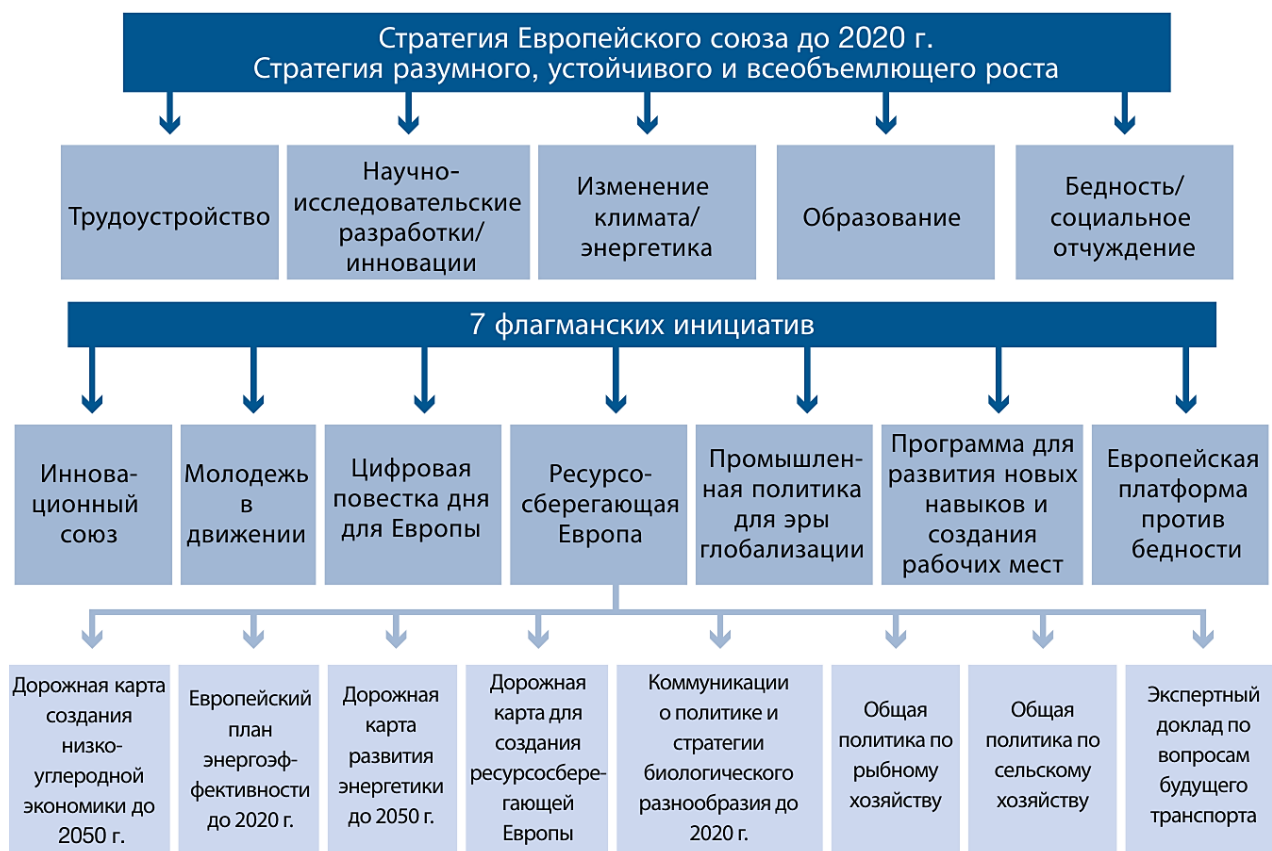 Стратегия Европейского союза до 2020 г.
Стратегия разумного, устойчивого и всеобъемлющего роста
Трудоустройство
Научно-
исследовательские
разработки/
инновации
Изменение
климата/
энергетика
Образование
Бедность/
социальное
отчуждение
7 флагманских инициатив
Иннова-
ционный
союз
Молодежь
в
движении
Цифровая
повестка дня
для Европы
Ресурсо-
сберегающая
Европа
Промышлен-
ная политика
для эры
глобализации
Программа для
развития новых
навыков и
создания
рабочих мест
Европейская
платформа
против
бедности
Дорожная карта
создания
низко-
углеродной
экономики до
2050 г.
Европейский
план
энергоэф-
фективности
до 2020 г.
Дорожная
карта
развития
энергетики
до 2050 г.
Дорожная
карта для
создания
ресурсосбере-
гающей
Европы
Коммуникации
о политике и
стратегии
биологического
разнообразия до
2020 г.
Общая
политика по
рыбному
хозяйству
Общая
политика по
сельскому
хозяйству
Экспертный
доклад по
вопросам
будущего
транспорта